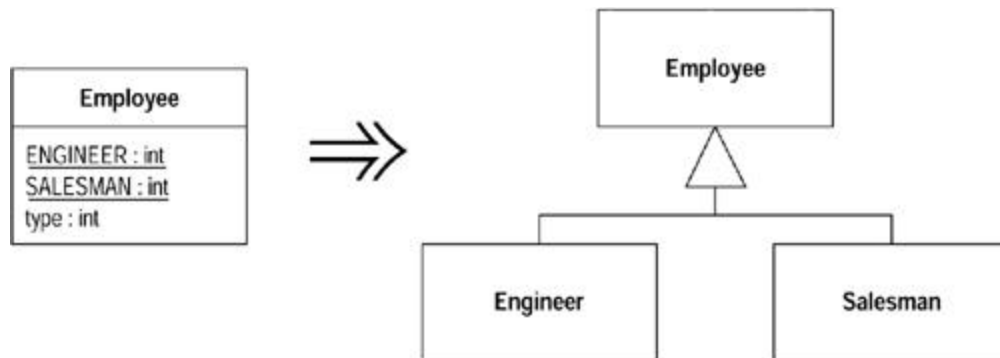 Employee
ENGINEER : int
SALESMAN : int
type : int
Employee
Engineer
Salesman